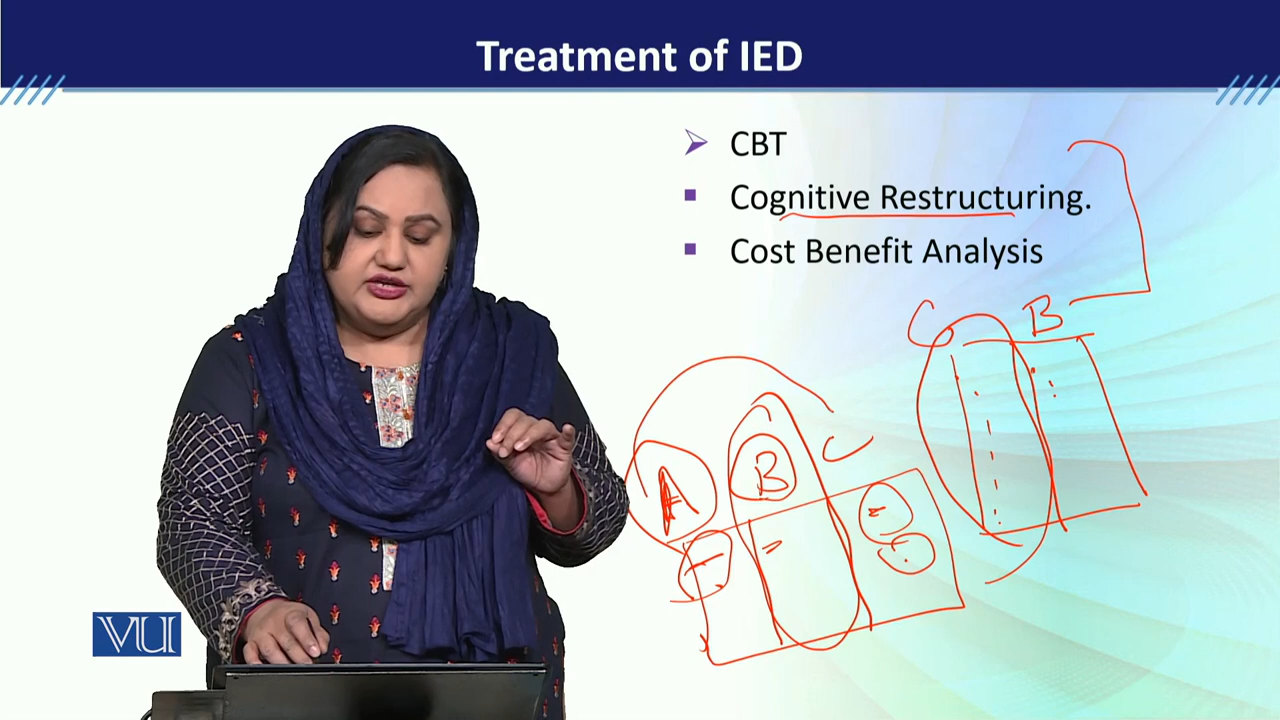 Treatment of IED
CBT
Cognitive Restructuring.
Cost Benefit Analysis
C B
A B C
VU